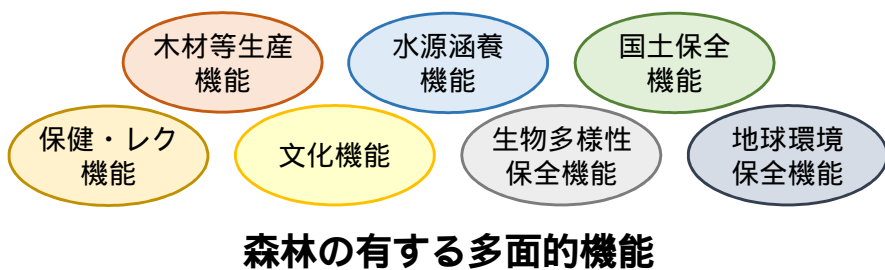 木材等生産
機能
水源涵養
機能
国土保全
機能
保健・レク
機能
文化機能
生物多様性
保全機能
地球環境
保全機能
森林の有する多面的機能